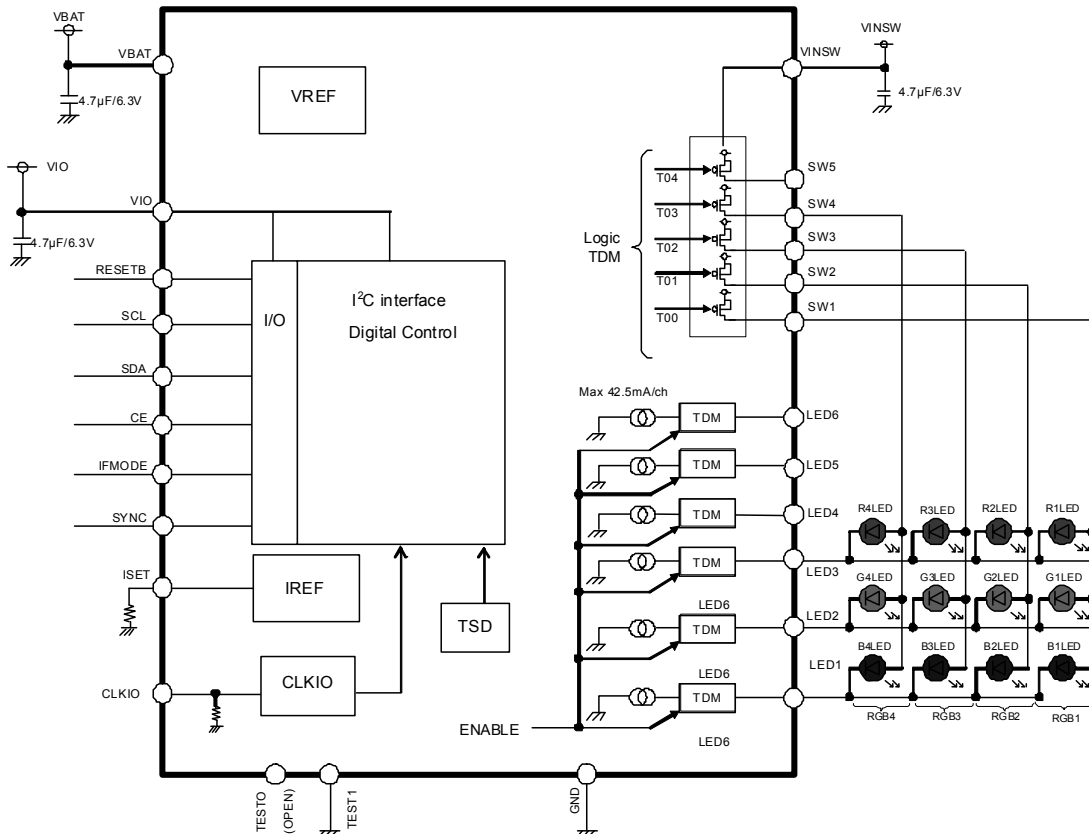 VBAT
VBAT
4.7µF/6.3V
VREF
VINSW
VINSW
4.7µF/6.3V
VIO
VIO
4.7µF/6.3V
RESETB
SCL
SDA
CE
IFMODE
SYNC
I/O
I²C interface
Digital Control
ISET
IREF
TSD
CLKIO
CLKIO
Logic
TDM
T04
T03
T02
T01
T00
SW5
SW4
SW3
SW2
SW1
Max 42.5mA/ch
TDM
LED6
TDM
LED5
TDM
LED4
TDM
LED3
LED6
TDM
LED2
LED6
TDM
LED1
LED6
ENABLE
R4LED R3LED R2LED R1LED
G4LED G3LED G2LED G1LED
B4LED B3LED B2LED B1LED
RGB4 RGB3 RGB2 RGB1
TESTO
(OPEN)
TEST1
GND